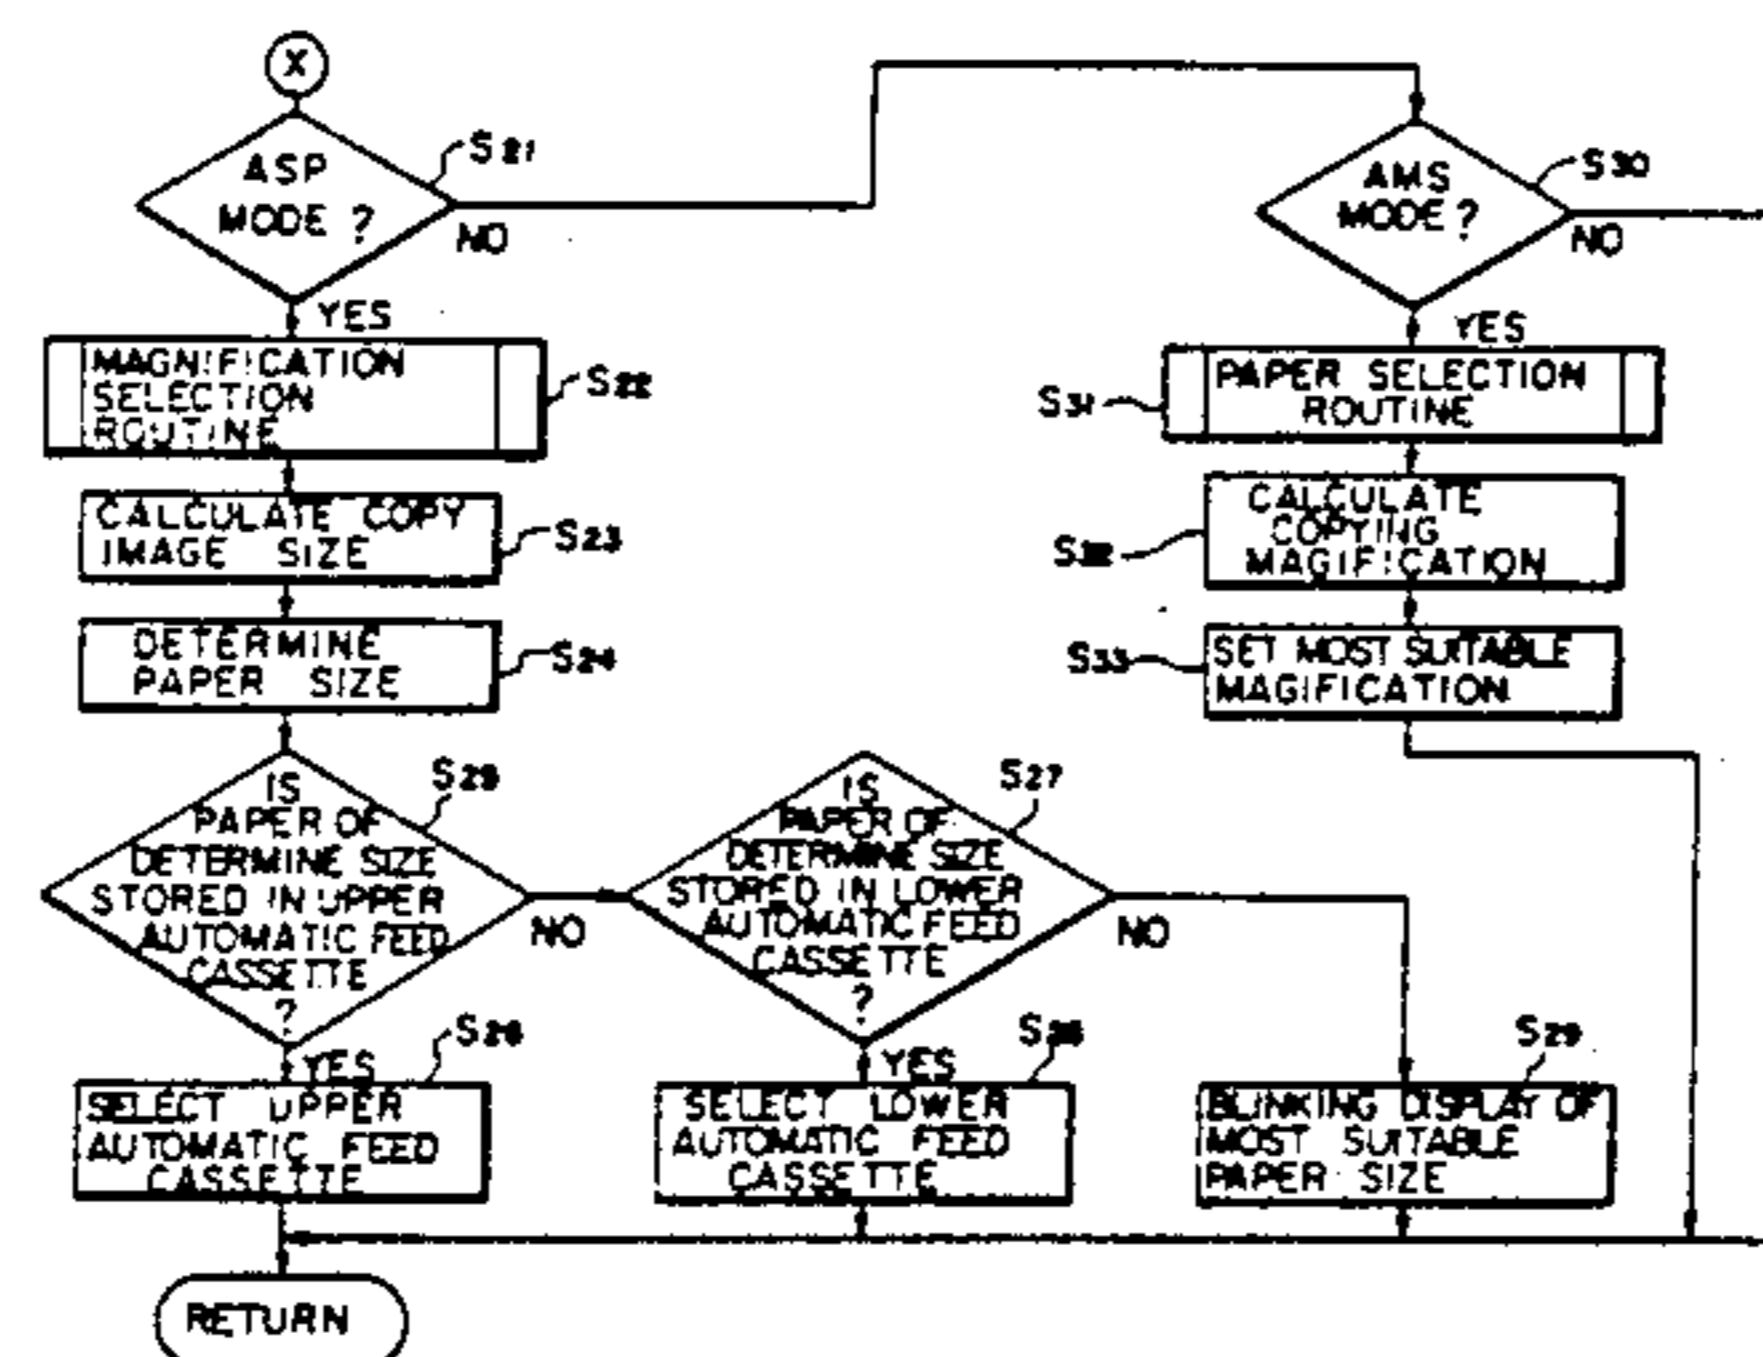 X
ASP
MODE ?
S21
NO
YES
MAGNIFICATION
SELECTION
ROUTINE
S22
CALCULATE COPY
IMAGE SIZE
S23
DETERMINE
PAPER SIZE
S24
IS
PAPER OF
DETERMINE SIZE
STORED IN UPPER
AUTOMATIC FEED
CASSETTE
?
S25
NO
YES
S26
SELECT UPPER
AUTOMATIC FEED
CASSETTE
IS
PAPER OF
DETERMINE SIZE
STORED IN LOWER
AUTOMATIC FEED
CASSETTE
?
S27
NO
YES
SELECT LOWER
AUTOMATIC FEED
CASSETTE
S29
BLINKING DISPLAY OF
MOST SUITABLE
PAPER SIZE
AMS
MODE ?
S30
NO
YES
S31
PAPER SELECTION
ROUTINE
S32
CALCULATE
COPYING
MAGIFICATION
S33
SET MOST SUITABLE
MAGIFICATION
RETURN